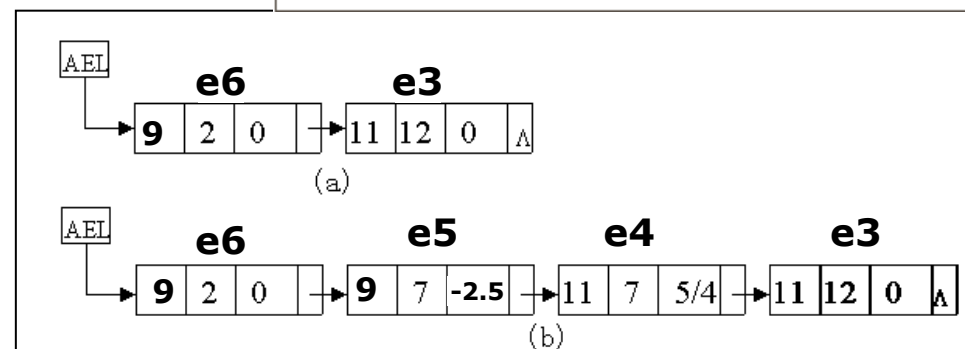 AEL
e6 e3
9 2 0 11 12 0 Λ
(a)
AEL
e6 e5 e4 e3
9 2 0 9 7 -2.5 11 7 5/4 11 12 0 Λ
(b)